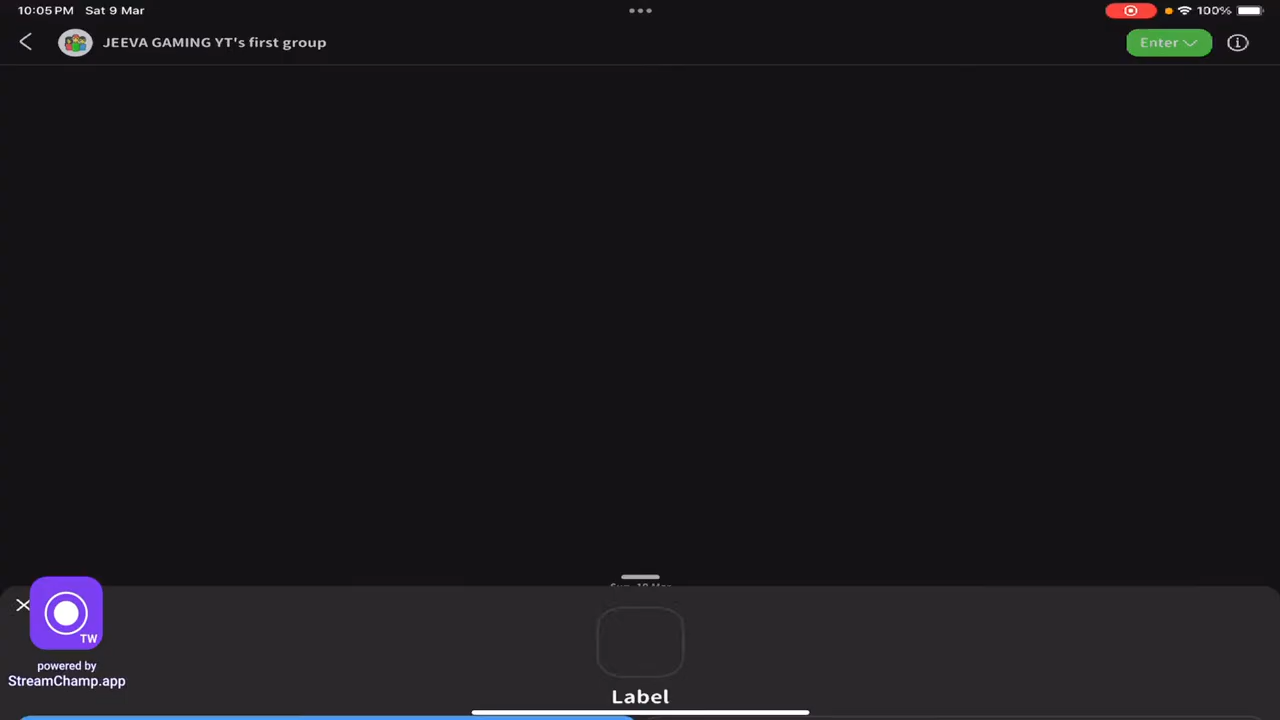 10:05 PM Sat 9 Mar
100%
JEEVA GAMING YT's first group
Enter
TW
powered by
StreamChamp.app
Label